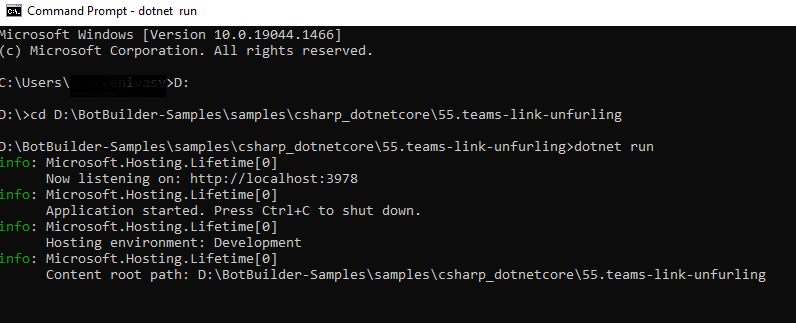 Command Prompt - dotnet run
Microsoft Windows [Version 10.0.19044.1466]
(c) Microsoft Corporation. All rights reserved.
C:\Users\ >D:
D:\>cd D:\BotBuilder-Samples\samples\csharp_dotnetcore\55.teams-link-unfurling
D:\BotBuilder-Samples\samples\csharp_dotnetcore\55.teams-link-unfurling>dotnet run
info: Microsoft.Hosting.Lifetime[0]
Now listening on: http://localhost:3978
info: Microsoft.Hosting.Lifetime[0]
Application started. Press Ctrl+C to shut down.
info: Microsoft.Hosting.Lifetime[0]
Hosting environment: Development
info: Microsoft.Hosting.Lifetime[0]
Content root path: D:\BotBuilder-Samples\samples\csharp_dotnetcore\55.teams-link-unfurling